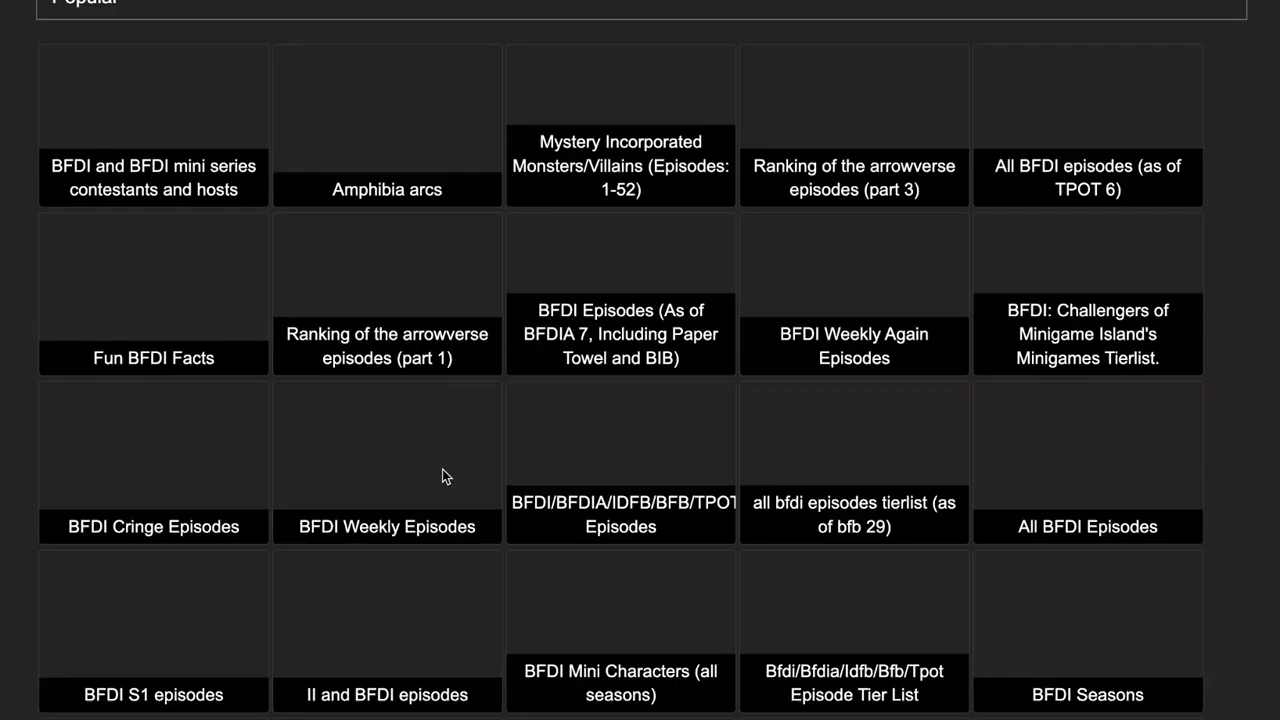 Popular
BFDI and BFDI mini series
contestants and hosts
Amphibia arcs
Mystery Incorporated
Monsters/Villains (Episodes:
1-52)
Ranking of the arrowverse
episodes (part 3)
All BFDI episodes (as of
TPOT 6)
Fun BFDI Facts
Ranking of the arrowverse
episodes (part 1)
BFDI Episodes (As of
BFDIA 7, Including Paper
Towel and BIB)
BFDI Weekly Again
Episodes
BFDI: Challengers of
Minigame Island's
Minigames Tierlist.
BFDI Cringe Episodes
BFDI Weekly Episodes
BFDI/BFDIA/IDFB/BFB/TPOT
Episodes
all bfdi episodes tierlist (as
of bfb 29)
All BFDI Episodes
BFDI S1 episodes
II and BFDI episodes
BFDI Mini Characters (all
seasons)
Bfdi/Bfdia/Idfb/Bfb/Tpot
Episode Tier List
BFDI Seasons